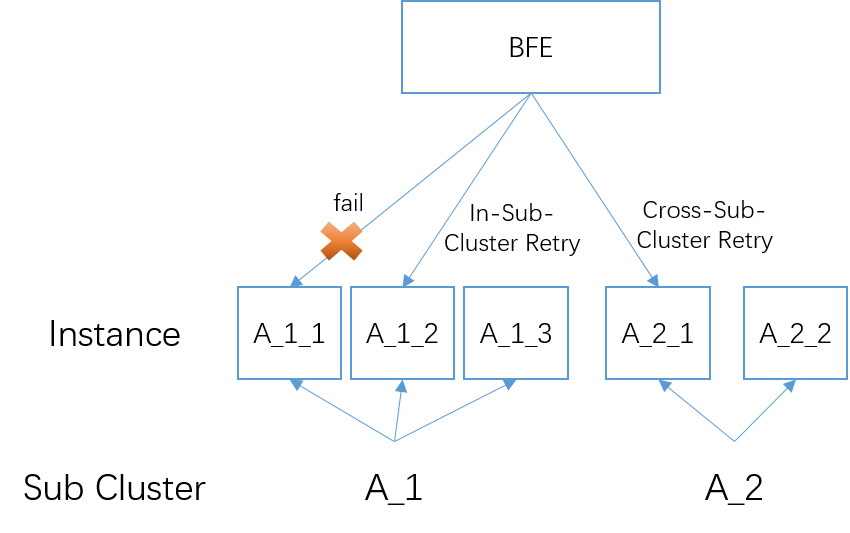 BFE
fail
In-Sub-
Cluster Retry
Cross-Sub-
Cluster Retry
Instance
A_1_1
A_1_2
A_1_3
A_2_1
A_2_2
Sub Cluster
A_1
A_2